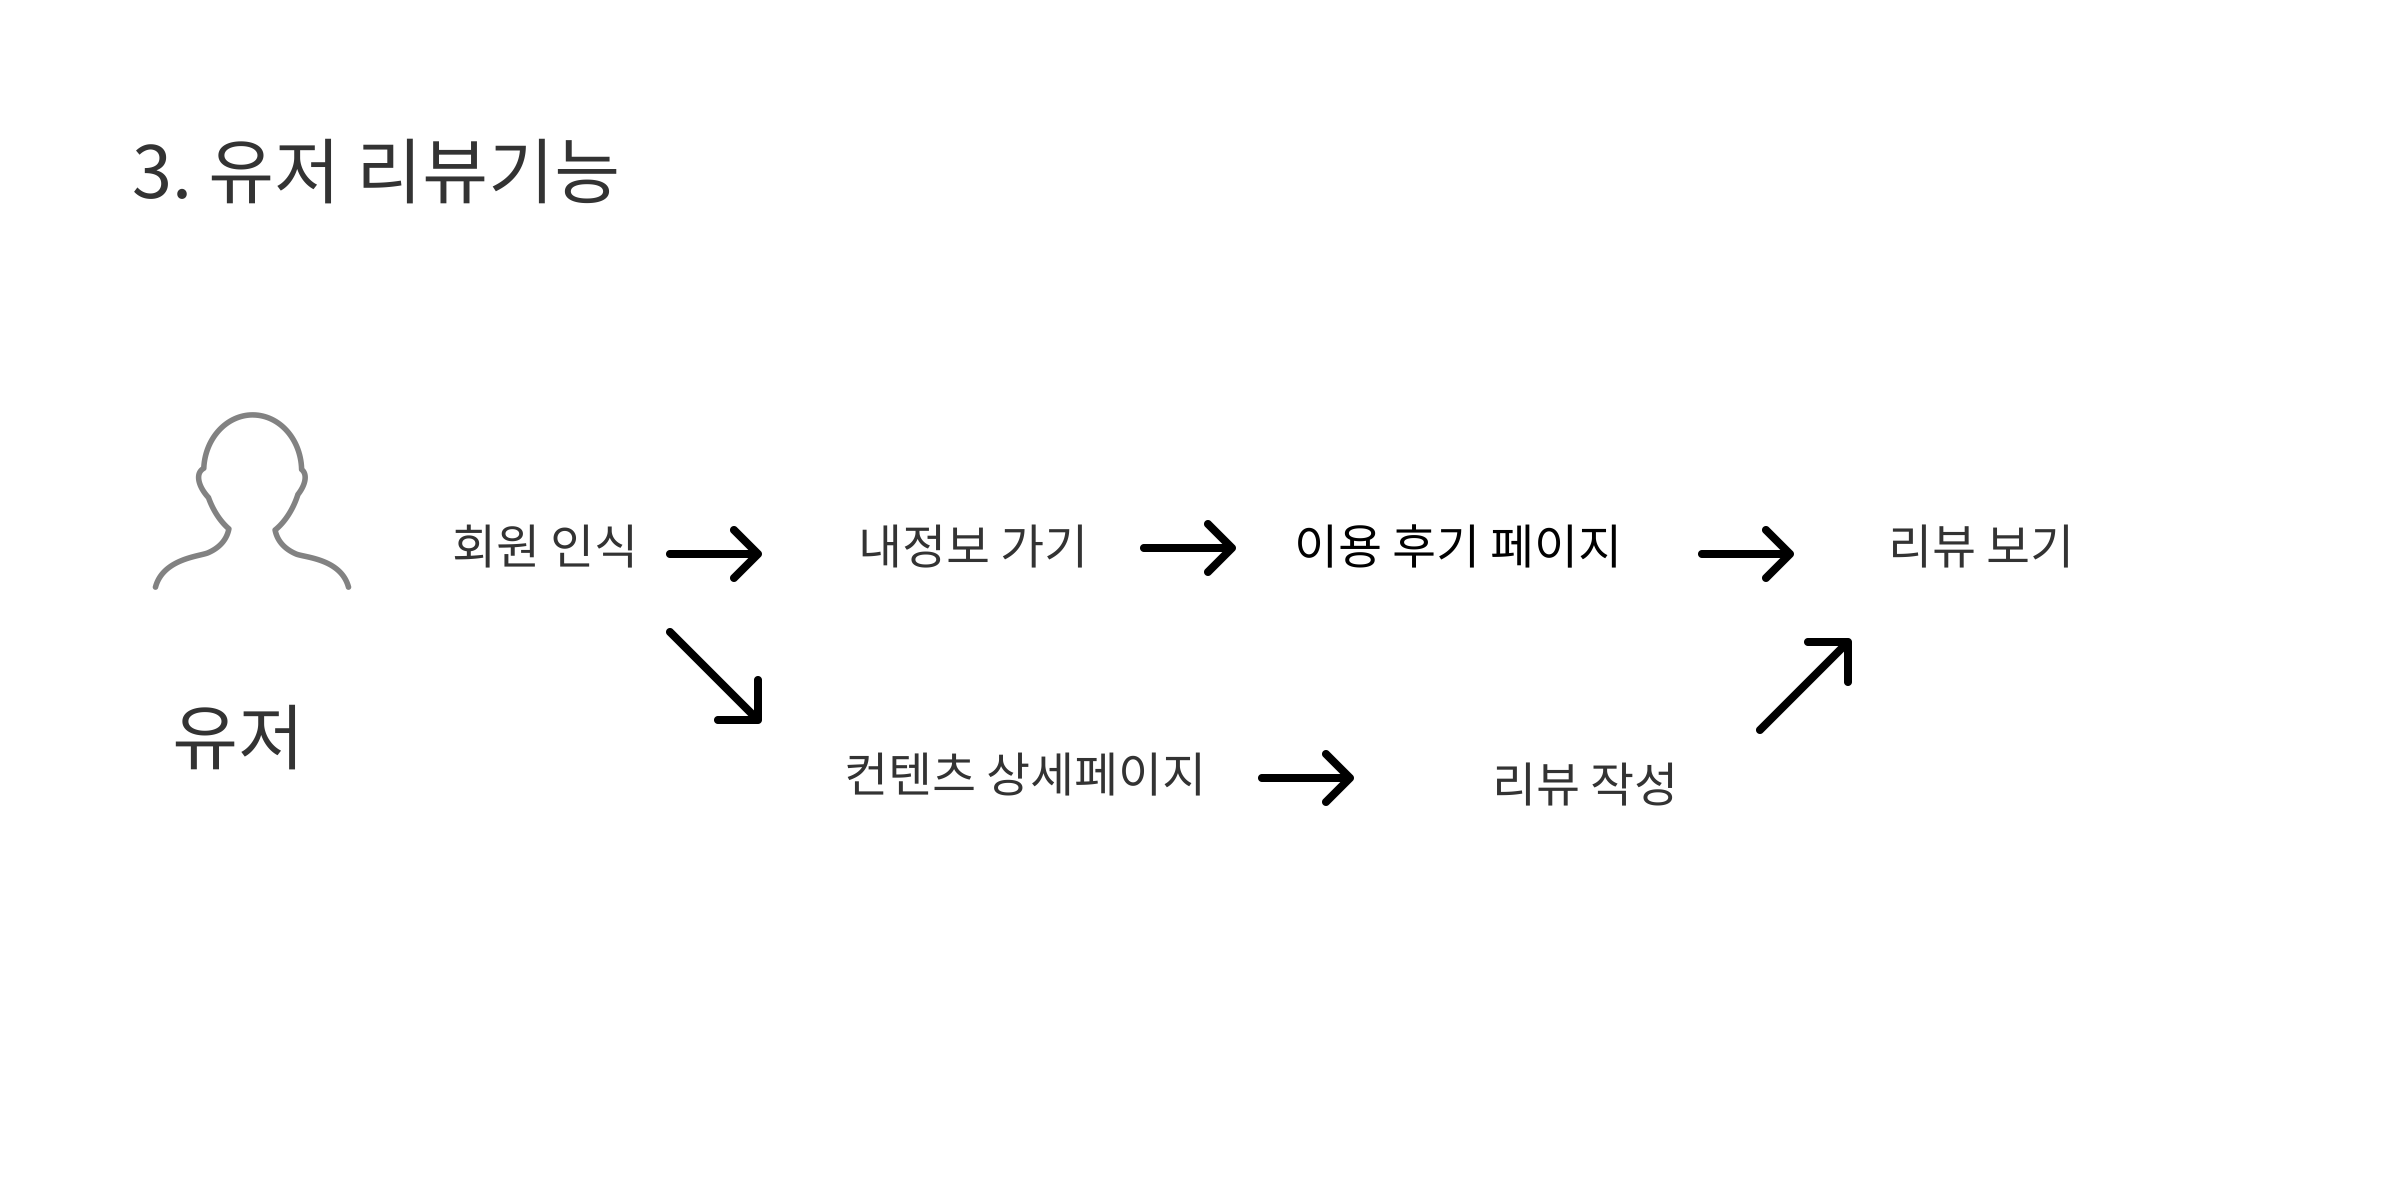 3. 유저 리뷰기능
회원 인식
내정보 가기
이용 후기 페이지
리뷰 보기
유저
컨텐츠 상세페이지
리뷰 작성